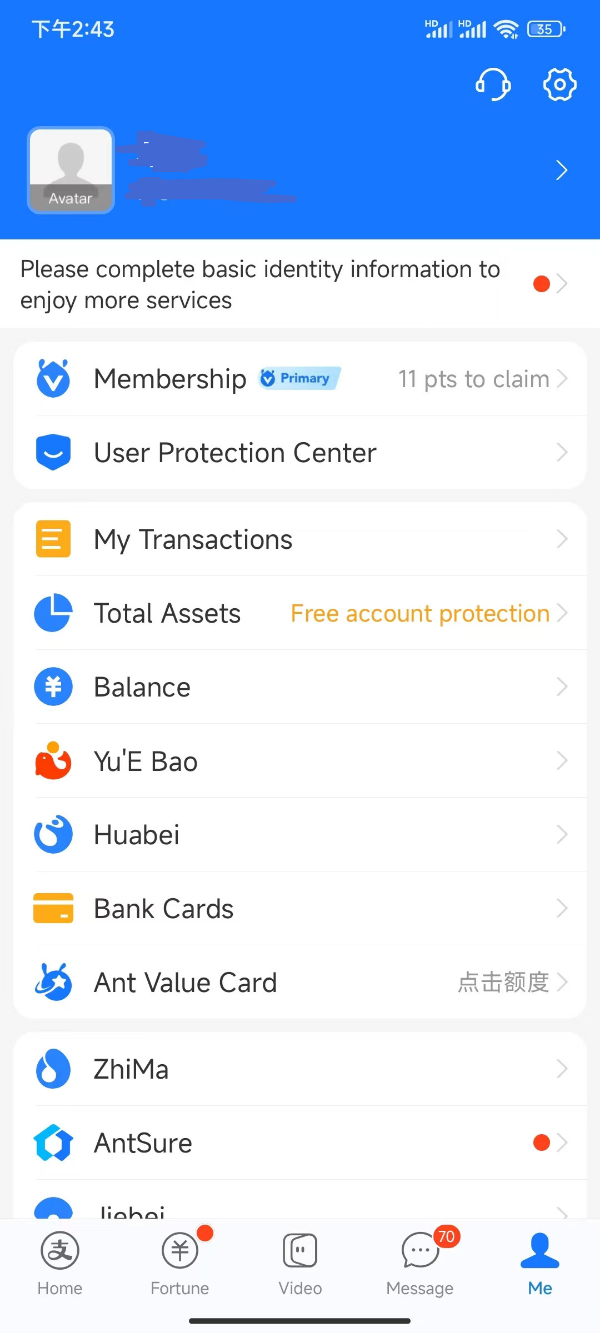 下午2:43
HD HD 35
Avatar
Please complete basic identity information to
enjoy more services
Membership Primary 11 pts to claim
User Protection Center
My Transactions
Total Assets Free account protection
Balance
Yu'E Bao
Huabei
Bank Cards
Ant Value Card 点击额度
ZhiMa
AntSure
Jiebei
支 70
Home Fortune Video Message Me